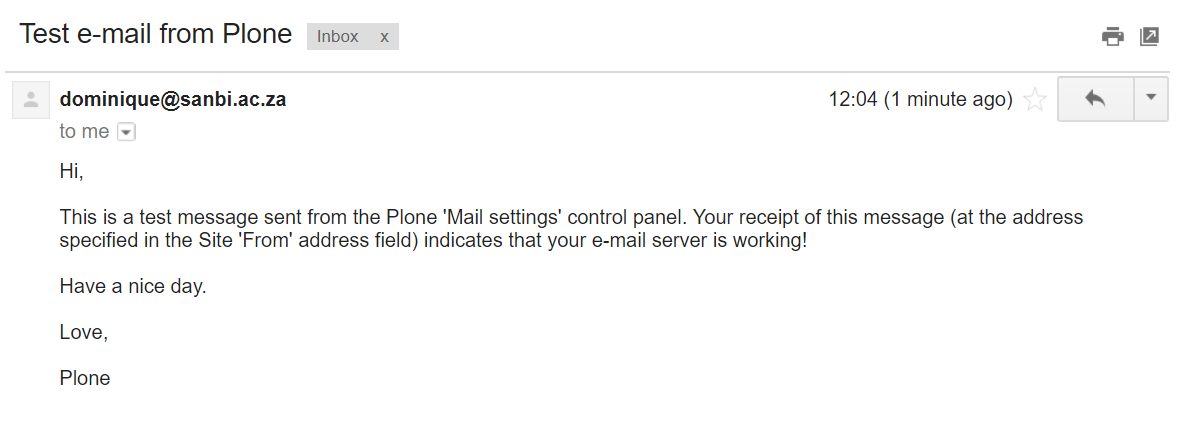 Test e-mail from Plone Inbox x
dominique@sanbi.ac.za 12:04 (1 minute ago)
to me
Hi,
This is a test message sent from the Plone 'Mail settings' control panel. Your receipt of this message (at the address
specified in the Site 'From' address field) indicates that your e-mail server is working!
Have a nice day.
Love,
Plone